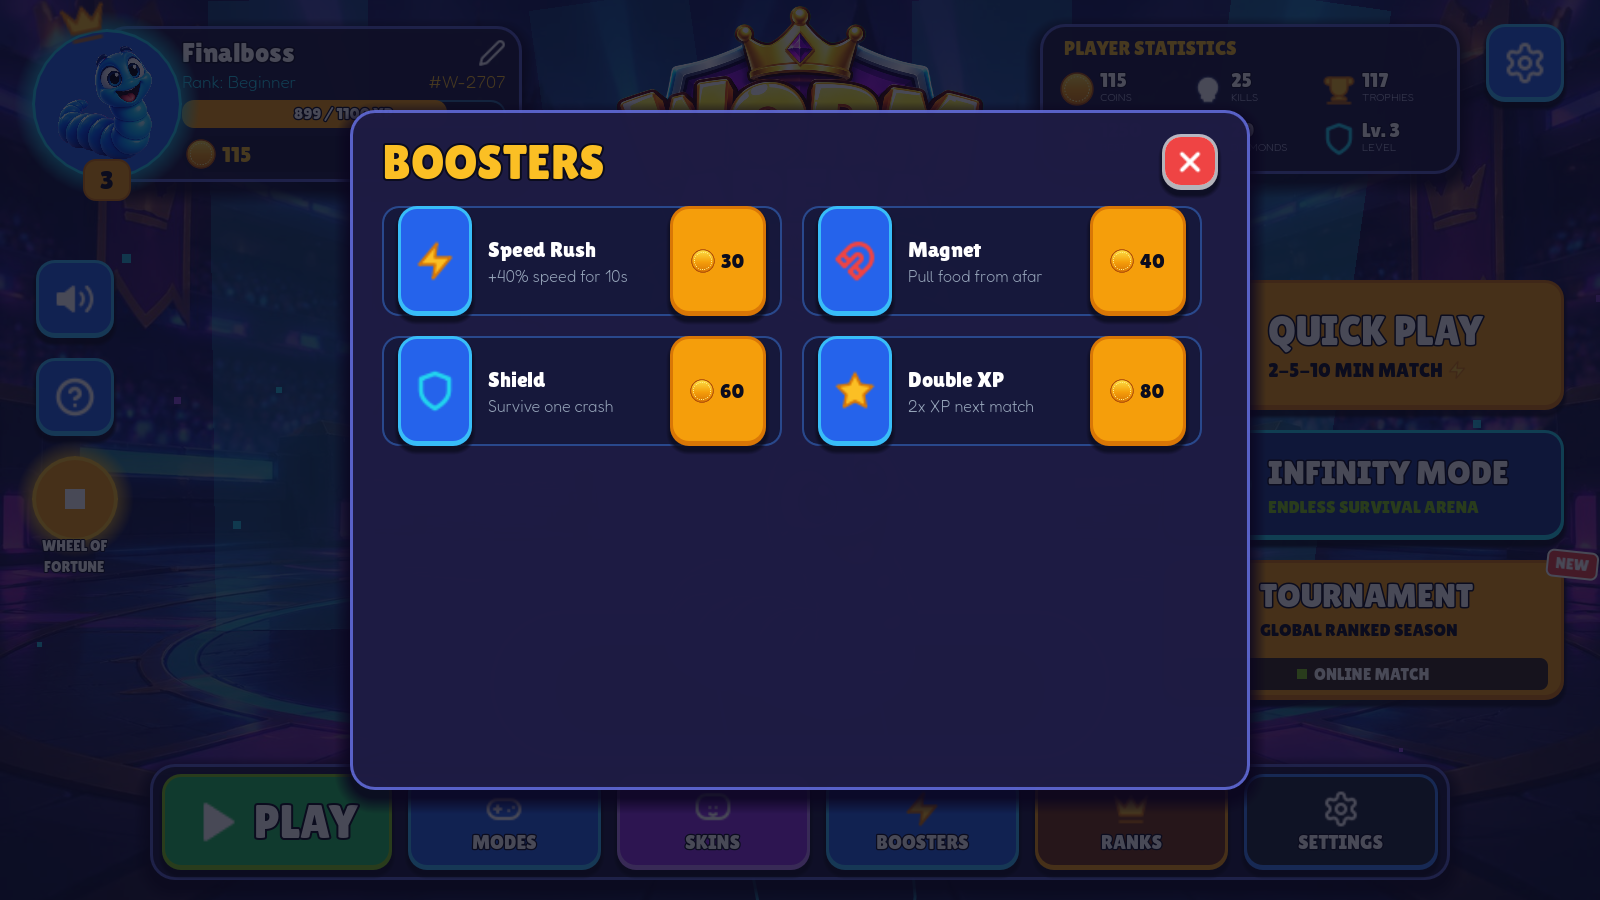 Finalboss
Rank: Beginner
#W-2707
899 / 1100
115
3
PLAYER STATISTICS
115
COINS
25
KILLS
117
TROPHIES
Lv. 3
LEVEL
BOOSTERS
Speed Rush
+40% speed for 10s
30
Magnet
Pull food from afar
40
Shield
Survive one crash
60
Double XP
2x XP next match
80
WHEEL OF
FORTUNE
QUICK PLAY
2-5-10 MIN MATCH
INFINITY MODE
ENDLESS SURVIVAL ARENA
NEW
TOURNAMENT
GLOBAL RANKED SEASON
ONLINE MATCH
PLAY
MODES
SKINS
BOOSTERS
RANKS
SETTINGS